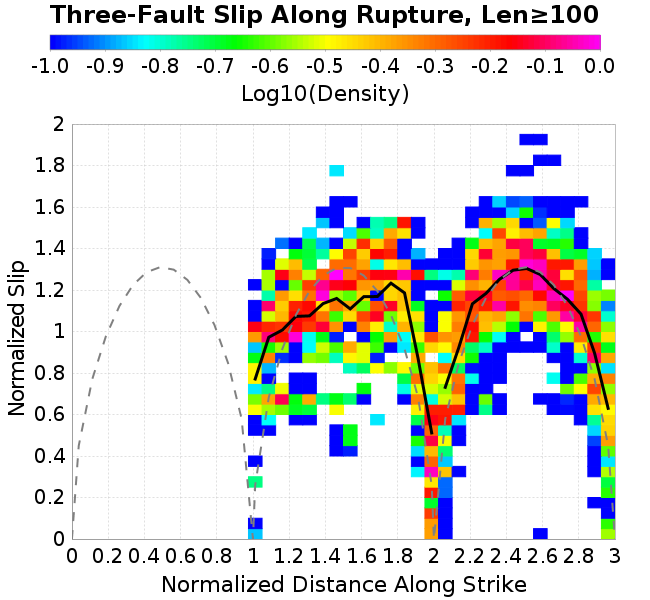 Three-Fault Slip Along Rupture, Len≥100
-1.0 -0.9 -0.8 -0.7 -0.6 -0.5 -0.4 -0.3 -0.2 -0.1 0.0
Log10(Density)
2
1.8
1.6
1.4
1.2
1
0.8
0.6
0.4
0.2
0
Normalized Slip
0 0.2 0.4 0.6 0.8 1 1.2 1.4 1.6 1.8 2 2.2 2.4 2.6 2.8 3
Normalized Distance Along Strike